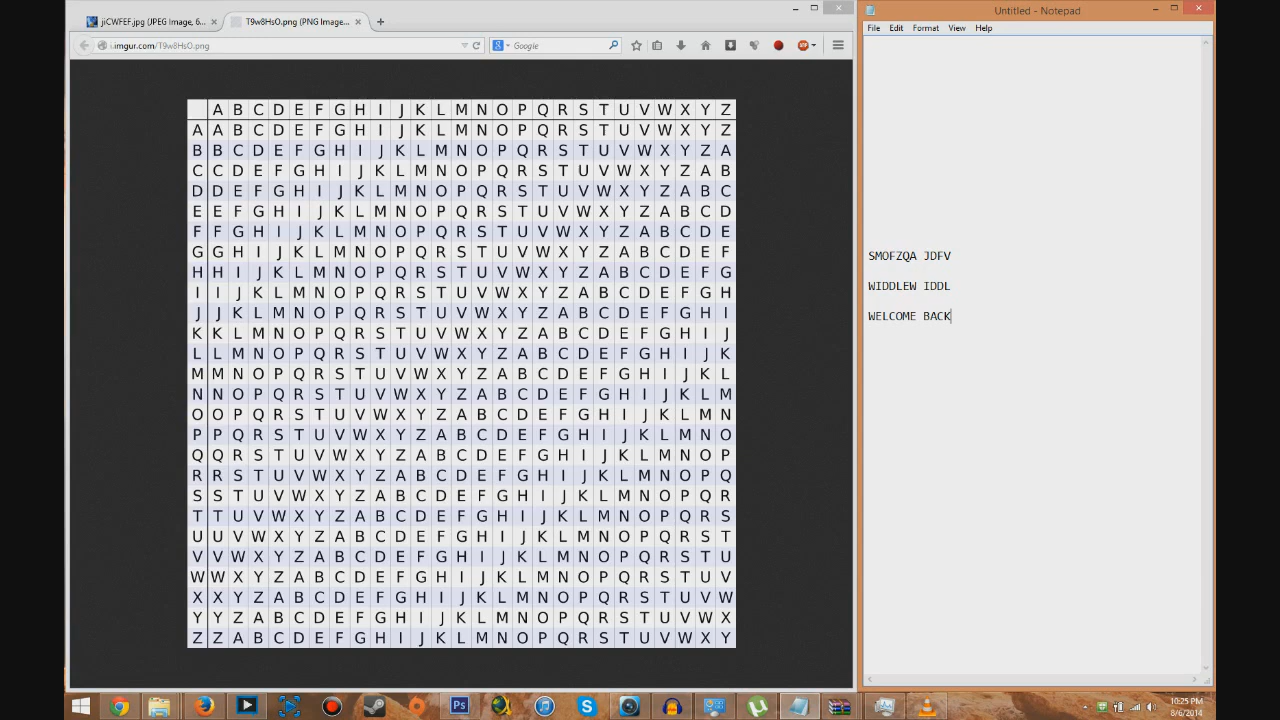 jiCWFEF.jpg (JPEG Image, 6...
T9w8HsO.png (PNG Image,...
i.imgur.com/T9w8HsO.png
Google
A B C D E F G H I J K L M N O P Q R S T U V W X Y Z
A A B C D E F G H I J K L M N O P Q R S T U V W X Y Z
B B C D E F G H I J K L M N O P Q R S T U V W X Y Z A
C C D E F G H I J K L M N O P Q R S T U V W X Y Z A B
D D E F G H I J K L M N O P Q R S T U V W X Y Z A B C
E E F G H I J K L M N O P Q R S T U V W X Y Z A B C D
F F G H I J K L M N O P Q R S T U V W X Y Z A B C D E
G G H I J K L M N O P Q R S T U V W X Y Z A B C D E F
H H I J K L M N O P Q R S T U V W X Y Z A B C D E F G
I I J K L M N O P Q R S T U V W X Y Z A B C D E F G H
J J K L M N O P Q R S T U V W X Y Z A B C D E F G H I
K K L M N O P Q R S T U V W X Y Z A B C D E F G H I J
L L M N O P Q R S T U V W X Y Z A B C D E F G H I J K
M M N O P Q R S T U V W X Y Z A B C D E F G H I J K L
N N O P Q R S T U V W X Y Z A B C D E F G H I J K L M
O O P Q R S T U V W X Y Z A B C D E F G H I J K L M N
P P Q R S T U V W X Y Z A B C D E F G H I J K L M N O
Q Q R S T U V W X Y Z A B C D E F G H I J K L M N O P
R R S T U V W X Y Z A B C D E F G H I J K L M N O P Q
S S T U V W X Y Z A B C D E F G H I J K L M N O P Q R
T T U V W X Y Z A B C D E F G H I J K L M N O P Q R S
U U V W X Y Z A B C D E F G H I J K L M N O P Q R S T
V V W X Y Z A B C D E F G H I J K L M N O P Q R S T U
W W X Y Z A B C D E F G H I J K L M N O P Q R S T U V
X X Y Z A B C D E F G H I J K L M N O P Q R S T U V W
Y Y Z A B C D E F G H I J K L M N O P Q R S T U V W X
Z Z A B C D E F G H I J K L M N O P Q R S T U V W X Y
Untitled - Notepad
File Edit Format View Help
SMOFZQA JDFV
WIDDLEW IDDL
WELCOME BACK
10:25 PM
8/6/2014